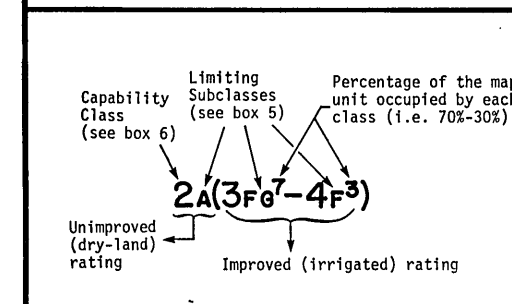 Limiting
Subclasses
(see box 5)
Percentage of the map
unit occupied by each
class (i.e. 70%-30%)
Capability
Class
(see box 6)
2A(3FG⁷-4F³)
Unimproved
(dry-land)
rating
Improved (irrigated) rating